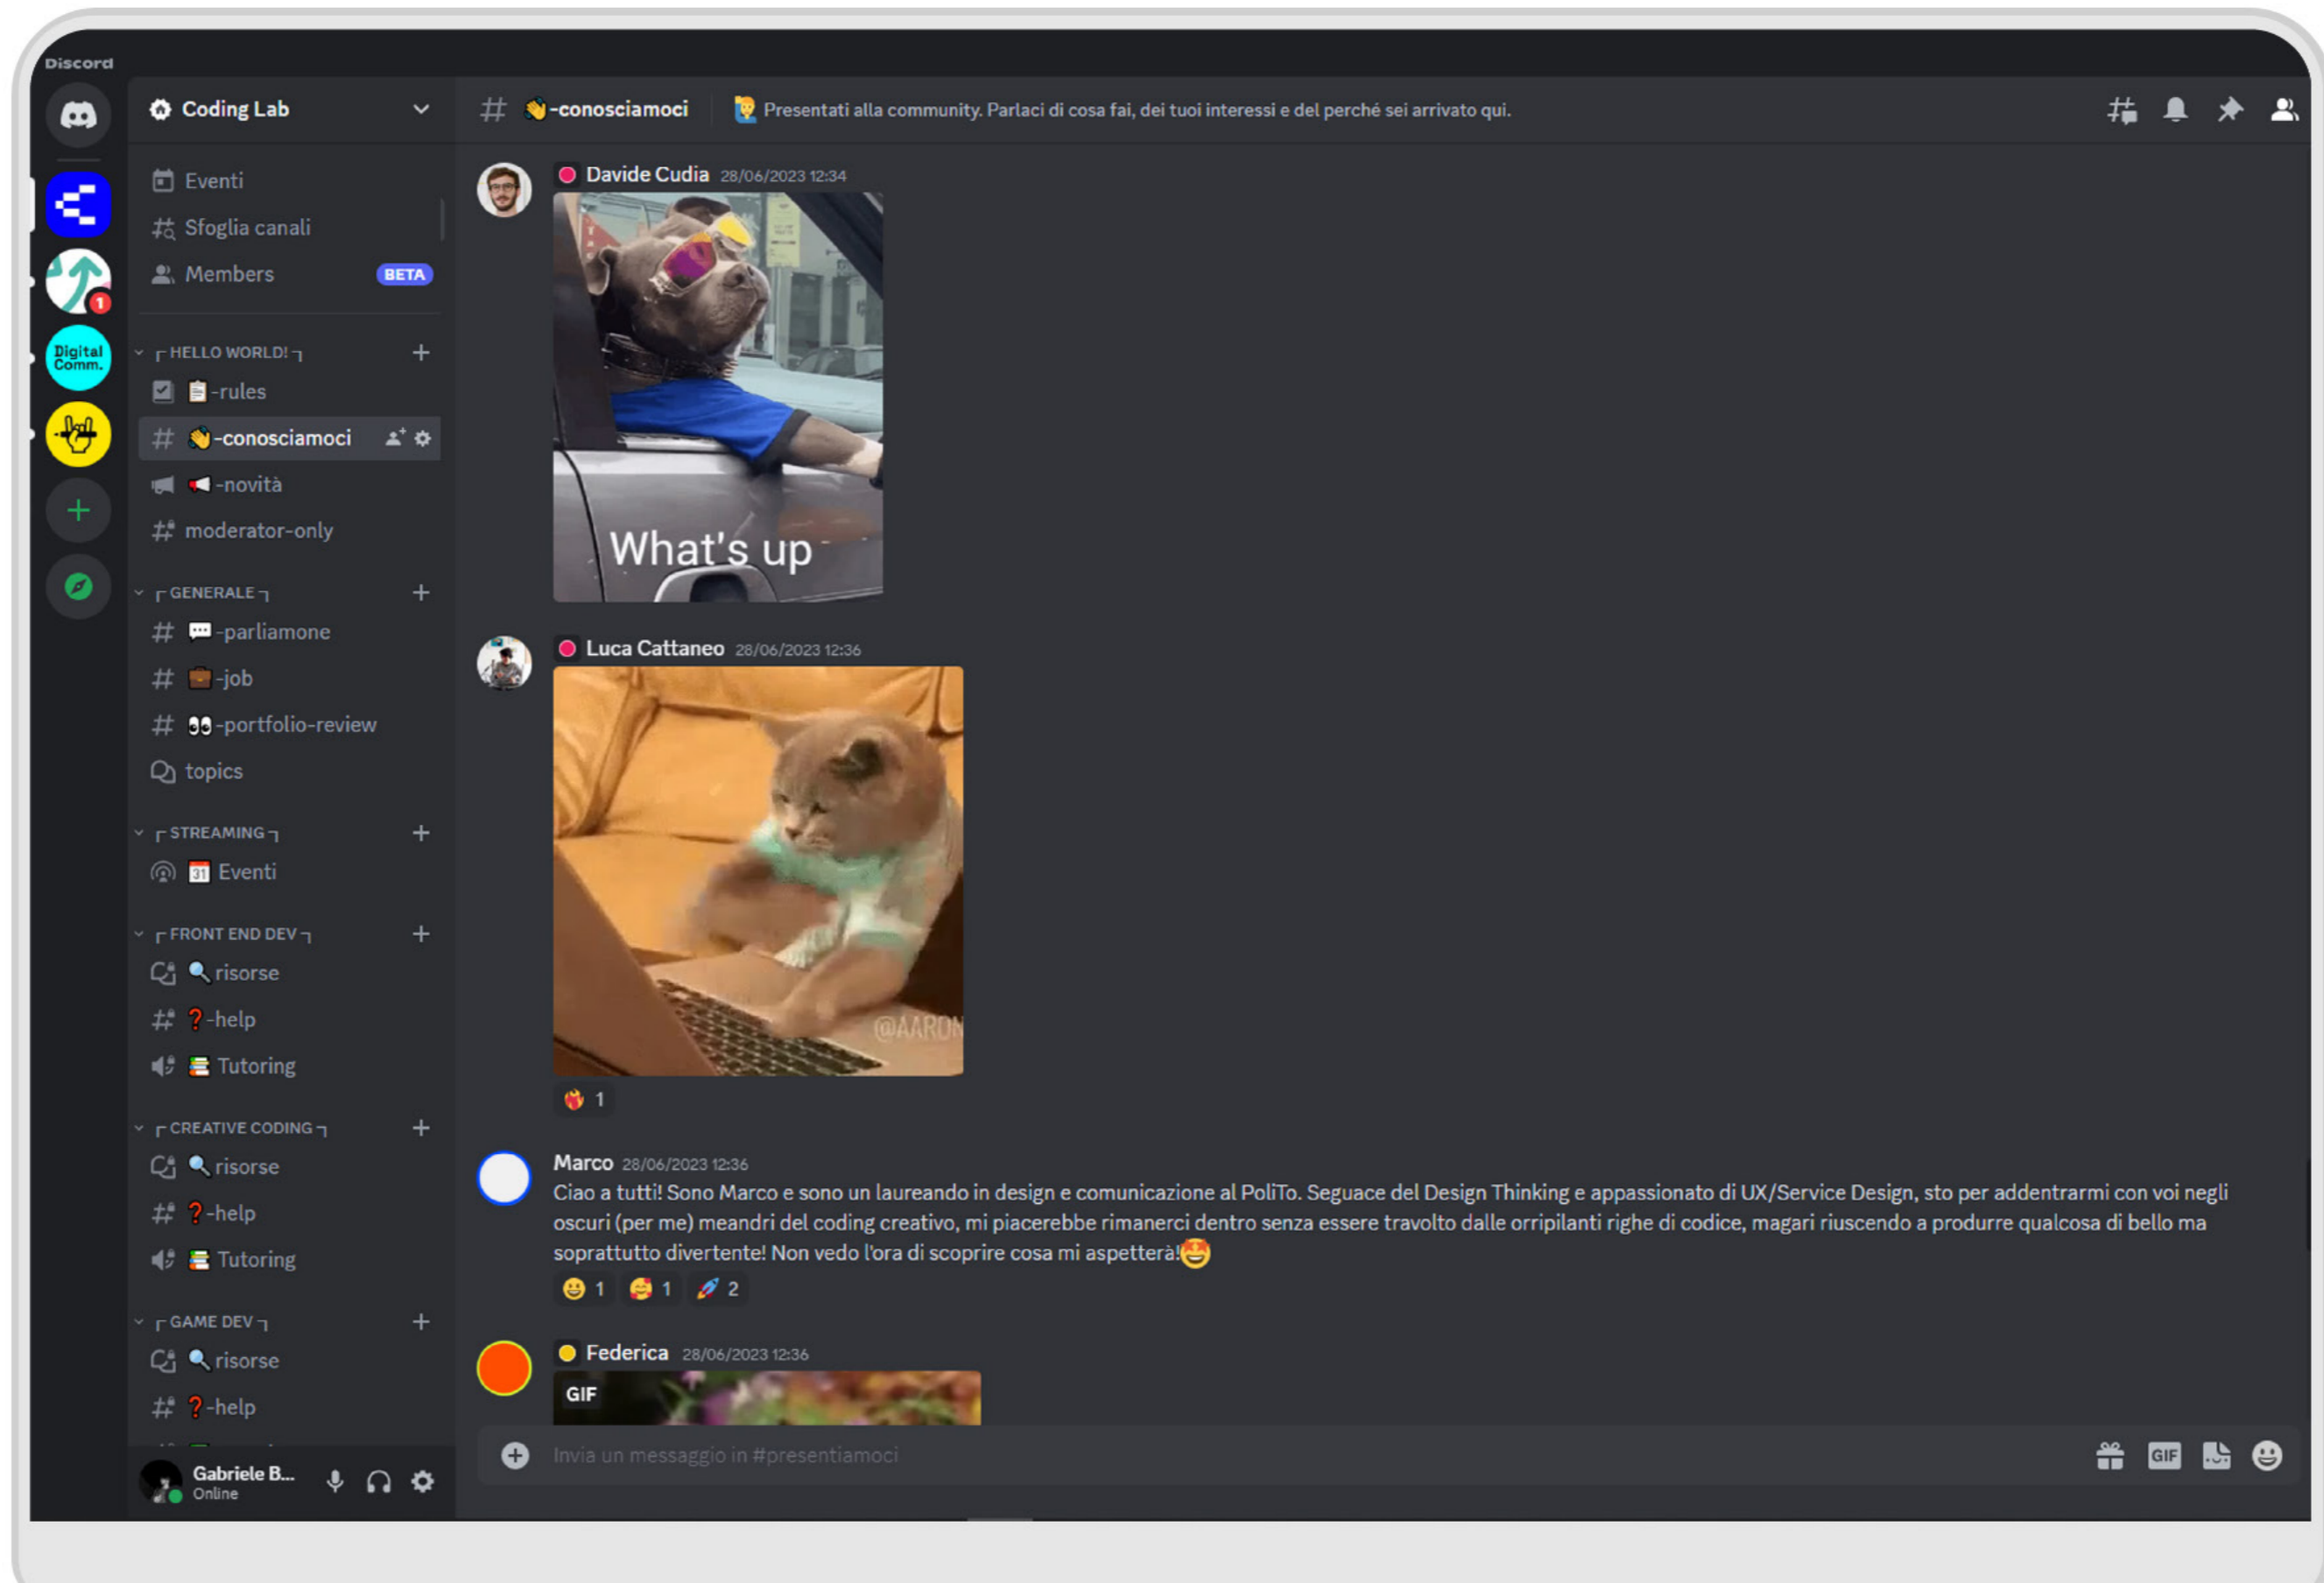 Discord
Coding Lab
Eventi
Sfoglia canali
Members BETA
1
Digital
Comm.
HELLO WORLD!
-rules
-conosciamoci
-novità
moderator-only
GENERALE
-parliamone
-job
-portfolio-review
topics
STREAMING
31 Eventi
FRONT END DEV
risorse
?-help
Tutoring
CREATIVE CODING
risorse
?-help
Tutoring
GAME DEV
risorse
?-help
Gabriele B...
Online
# -conosciamoci Presentati alla community. Parlaci di cosa fai, dei tuoi interessi e del perché sei arrivato qui.
Davide Cudia 28/06/2023 12:34
What's up
Luca Cattaneo 28/06/2023 12:36
@AARON
1
Marco 28/06/2023 12:36
Ciao a tutti! Sono Marco e sono un laureando in design e comunicazione al PoliTo. Seguace del Design Thinking e appassionato di UX/Service Design, sto per addentrarmi con voi negli
oscuri (per me) meandri del coding creativo, mi piacerebbe rimanerci dentro senza essere travolto dalle orripilanti righe di codice, magari riuscendo a produrre qualcosa di bello ma
soprattutto divertente! Non vedo l'ora di scoprire cosa mi aspetterà!
1 1 2
Federica 28/06/2023 12:36
GIF
Invia un messaggio in #presentiamoci
GIF